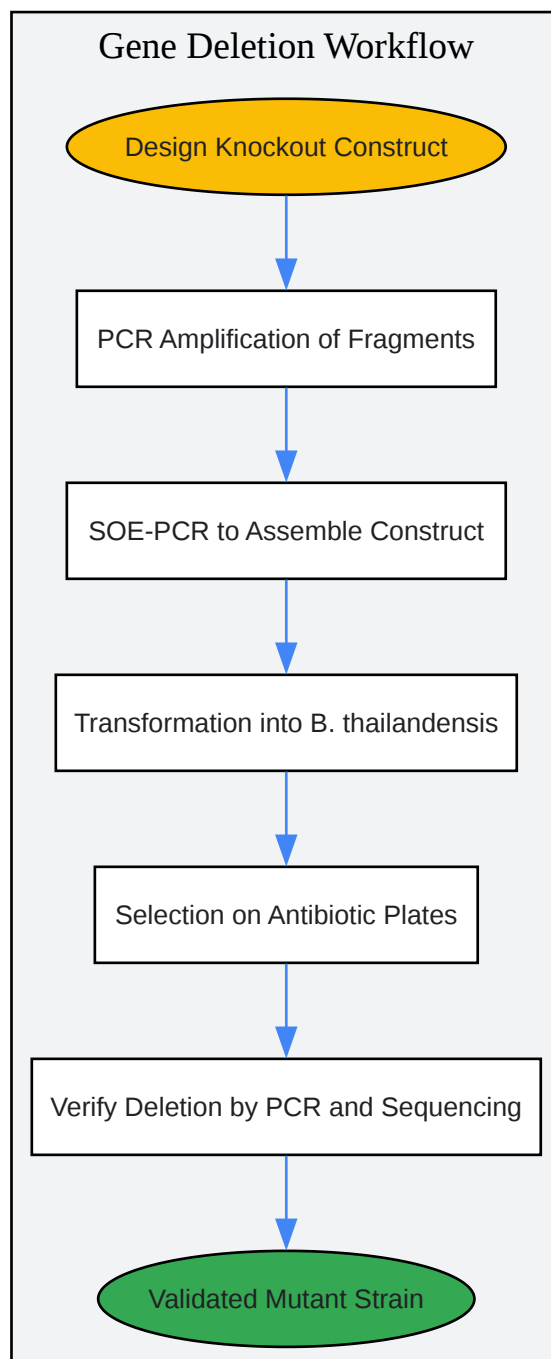 Gene Deletion Workflow
Design Knockout Construct
PCR Amplification of Fragments
SOE-PCR to Assemble Construct
Transformation into B. thailandensis
Selection on Antibiotic Plates
Verify Deletion by PCR and Sequencing
Validated Mutant Strain